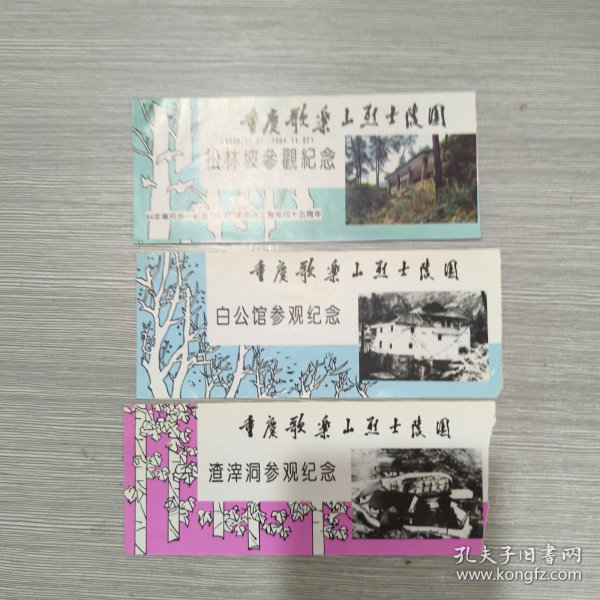 重庆歌乐山烈士陵园
(1949.11.27-1994.11.27)
松林坡參觀紀念
重庆歌乐山烈士陵园
白公馆参观纪念
重庆歌乐山烈士陵园
渣滓洞参观纪念
孔夫子旧书网
www.kongfz.com